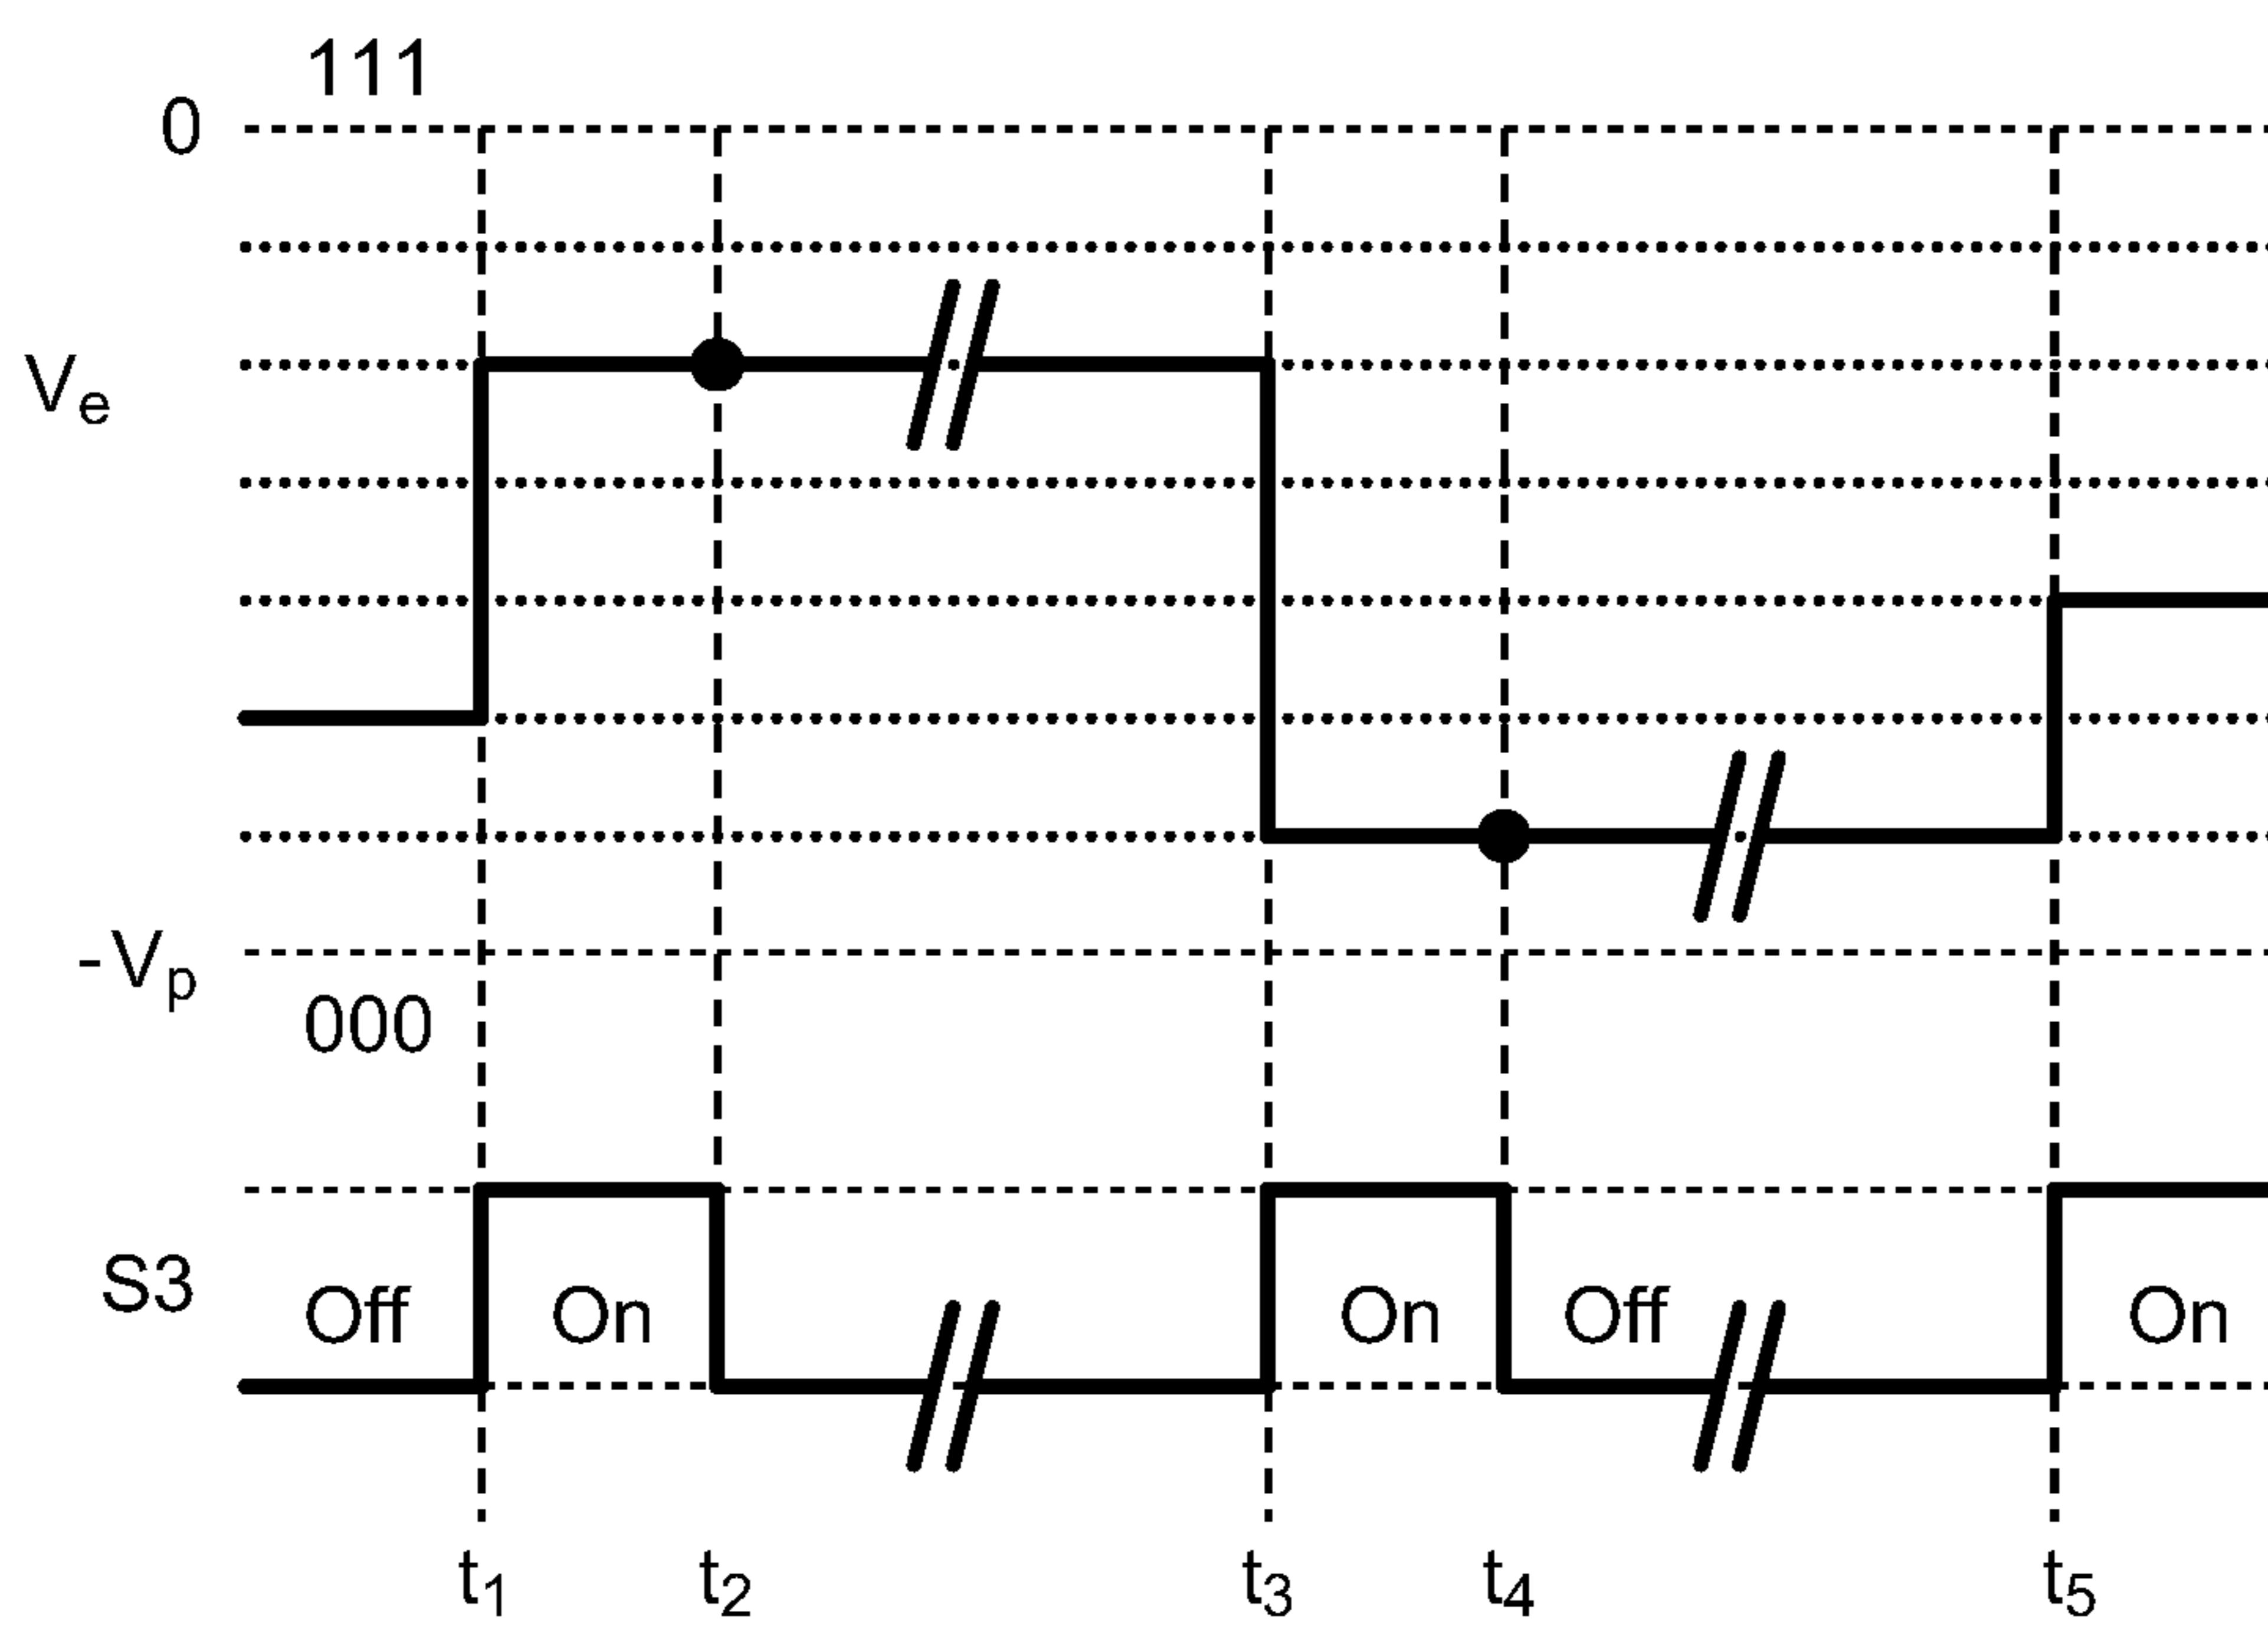 111
0
Vₑ
-Vₚ
000
S3
Off On On Off On
t₁ t₂ t₃ t₄ t₅